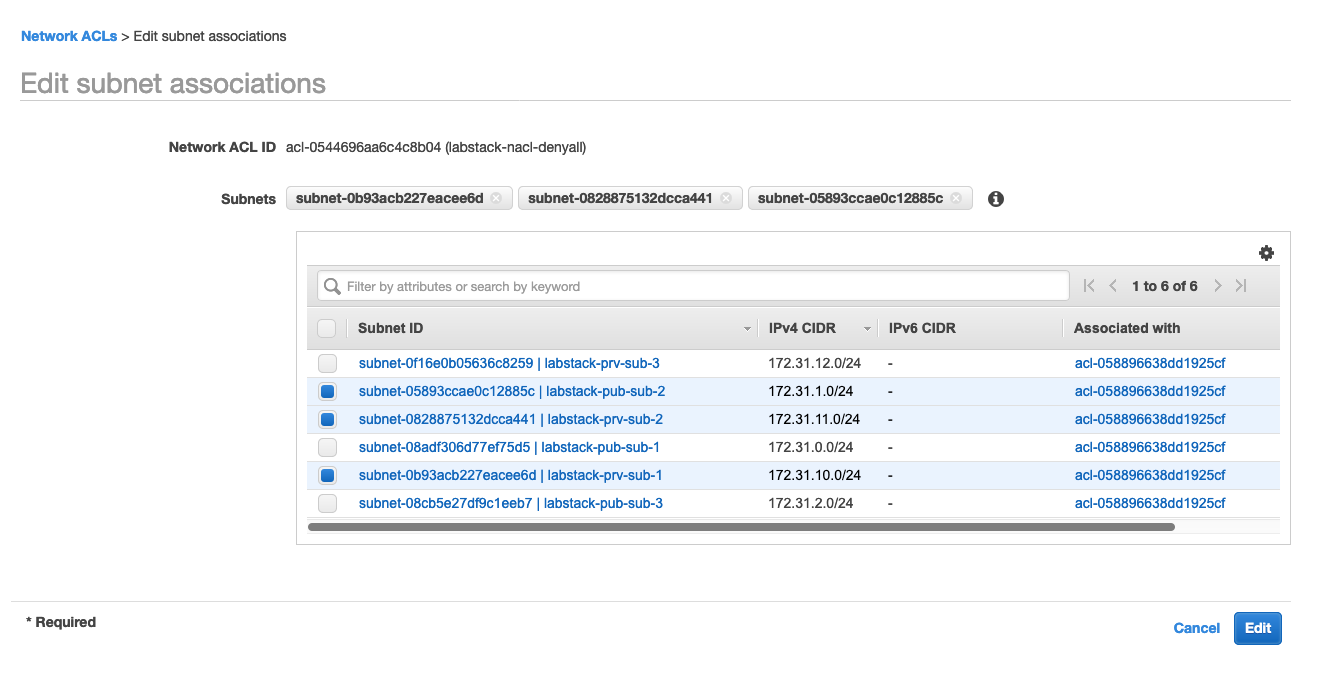 Network ACLs > Edit subnet associations
Edit subnet associations
Network ACL ID acl-0544696aa6c4c8b04 (labstack-nacl-denyall)
Subnets subnet-0b93acb227eacee6d subnet-0828875132dcca441 subnet-05893ccae0c12885c
Filter by attributes or search by keyword 1 to 6 of 6
Subnet ID IPv4 CIDR IPv6 CIDR Associated with
subnet-0f16e0b05636c8259 | labstack-prv-sub-3 172.31.12.0/24 - acl-058896638dd1925cf
subnet-05893ccae0c12885c | labstack-pub-sub-2 172.31.1.0/24 - acl-058896638dd1925cf
subnet-0828875132dcca441 | labstack-prv-sub-2 172.31.11.0/24 - acl-058896638dd1925cf
subnet-08adf306d77ef75d5 | labstack-pub-sub-1 172.31.0.0/24 - acl-058896638dd1925cf
subnet-0b93acb227eacee6d | labstack-prv-sub-1 172.31.10.0/24 - acl-058896638dd1925cf
subnet-08cb5e27df9c1eeb7 | labstack-pub-sub-3 172.31.2.0/24 - acl-058896638dd1925cf
* Required
Cancel Edit